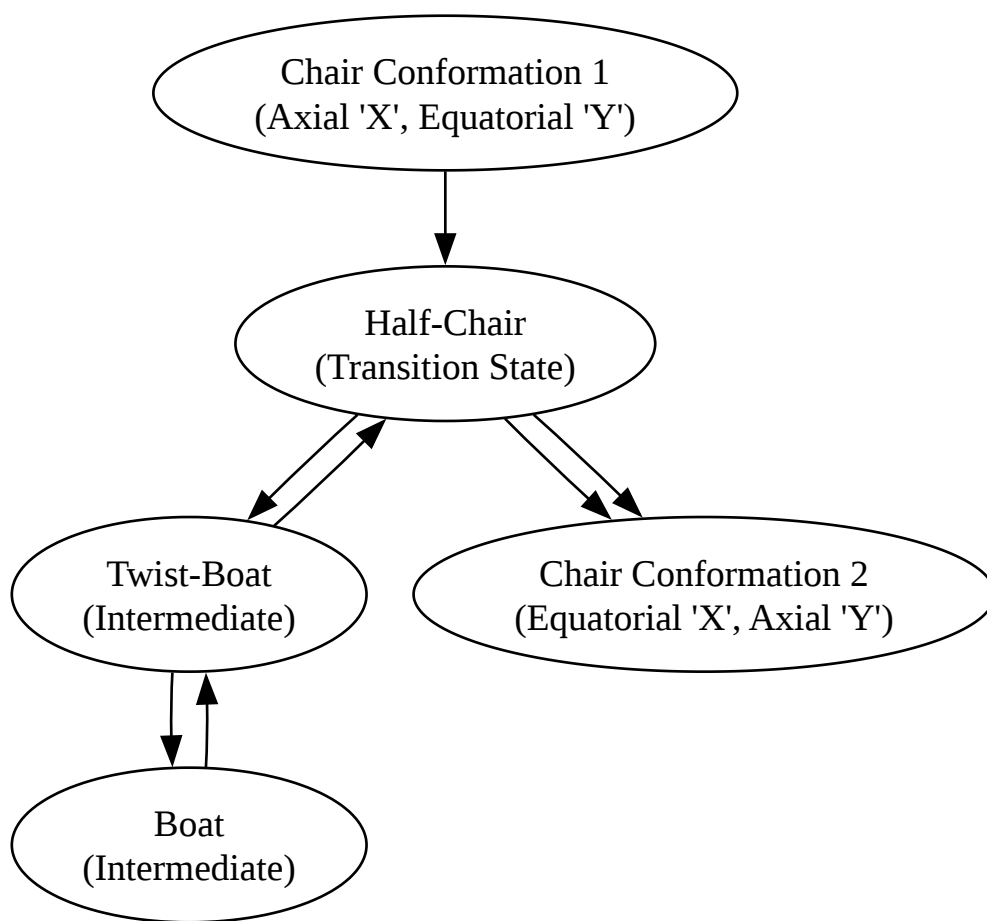 Chair Conformation 1
(Axial 'X', Equatorial 'Y')
Half-Chair
(Transition State)
Twist-Boat
(Intermediate)
Chair Conformation 2
(Equatorial 'X', Axial 'Y')
Boat
(Intermediate)